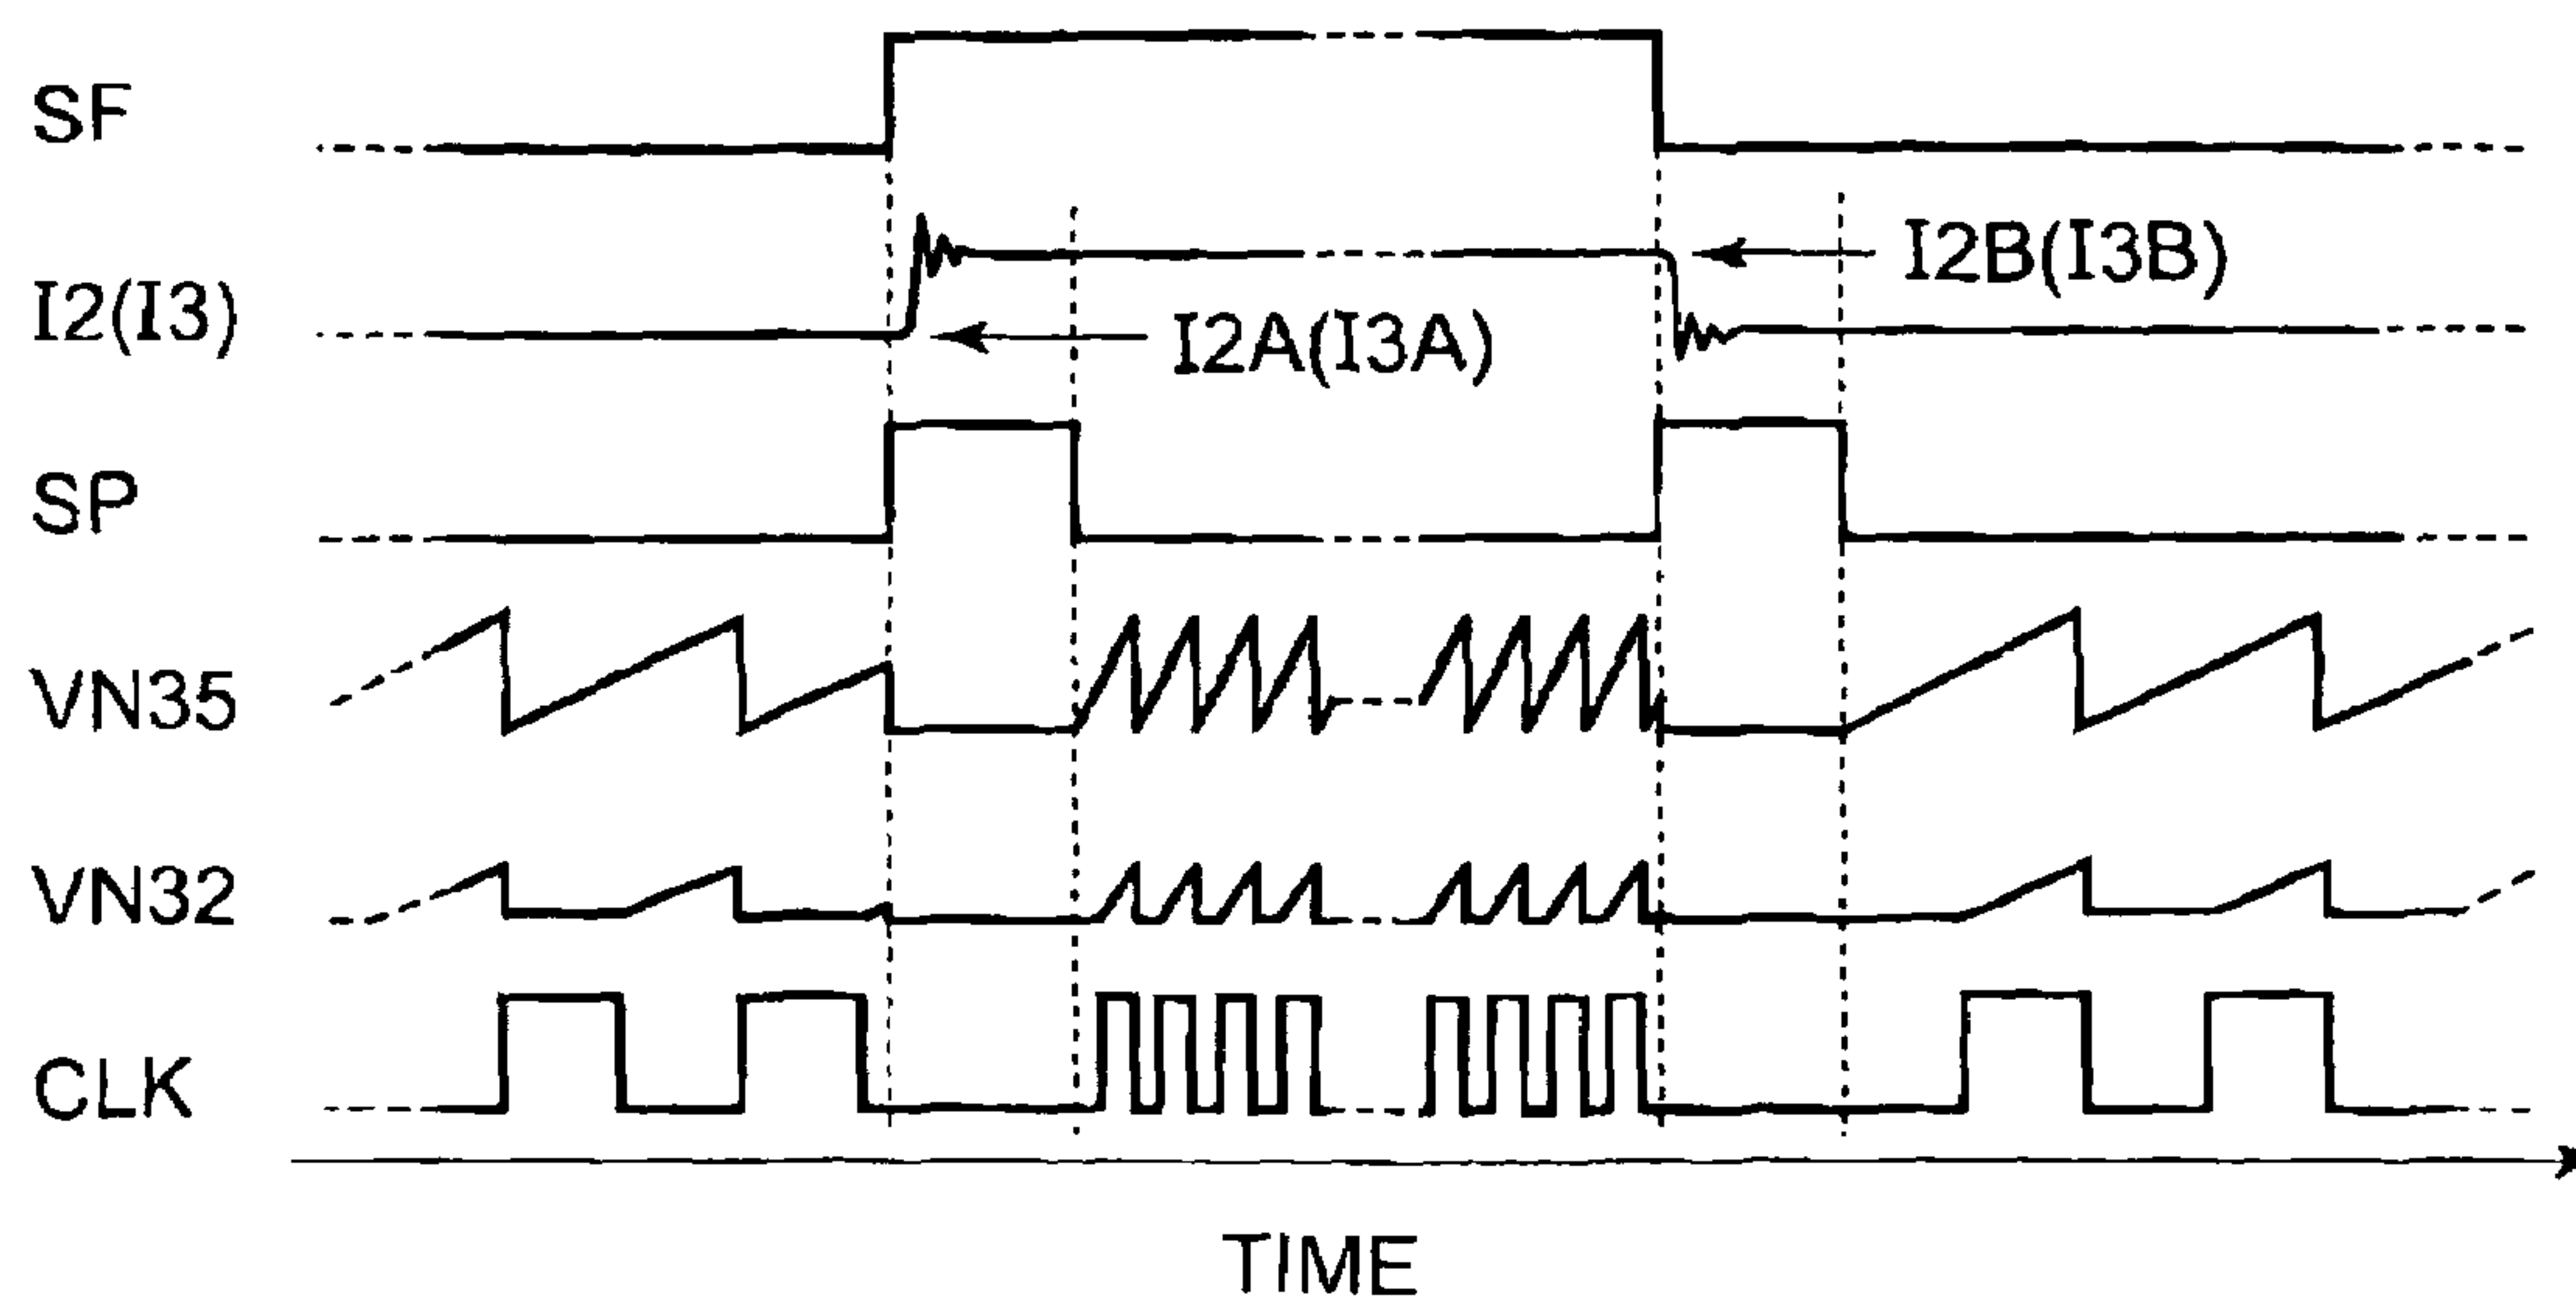 SF
I2(I3)
I2B(I3B)
I2A(I3A)
SP
VN35
VN32
CLK
TIME